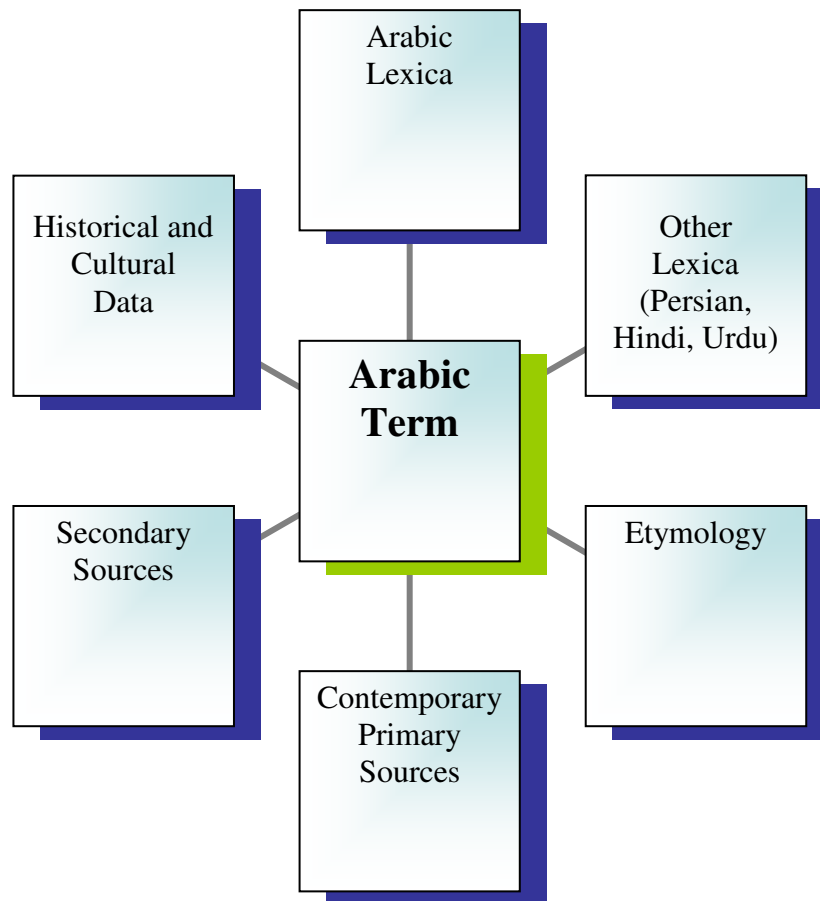 Arabic
Lexica
Historical and
Cultural
Data
Other
Lexica
(Persian,
Hindi, Urdu)
Arabic
Term
Secondary
Sources
Etymology
Contemporary
Primary
Sources